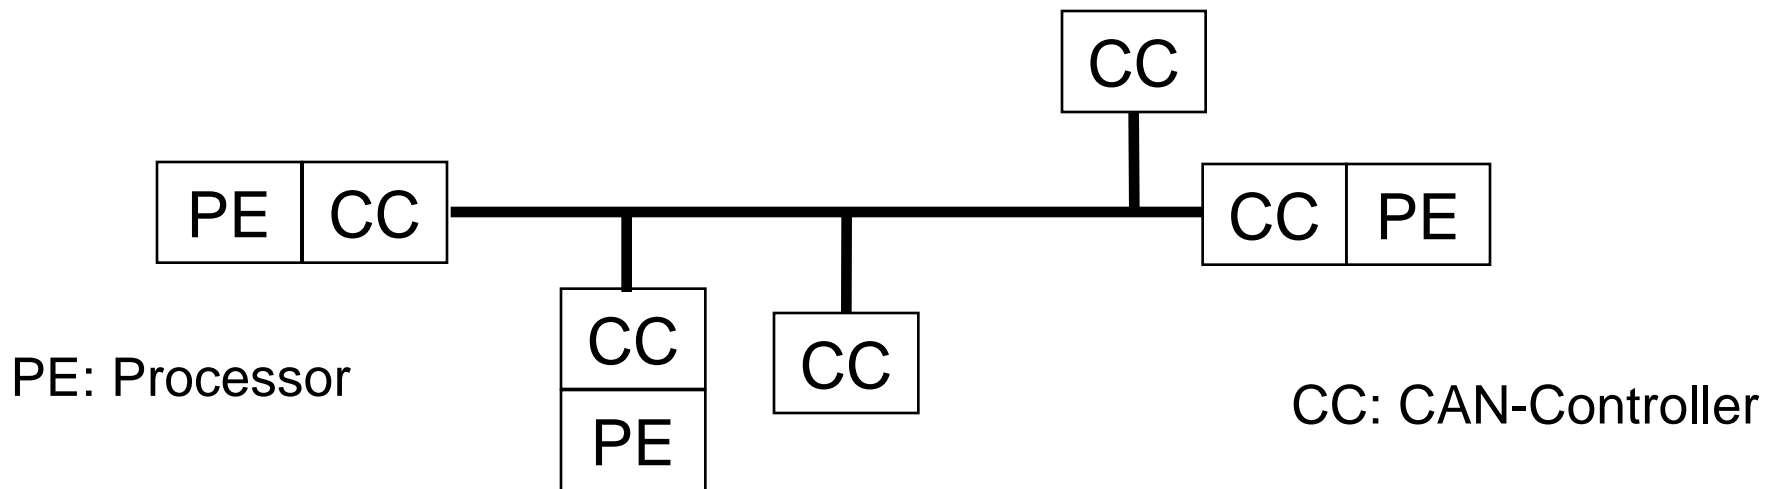 CC
PE CC
CC PE
CC
CC
PE: Processor
CC: CAN-Controller
PE